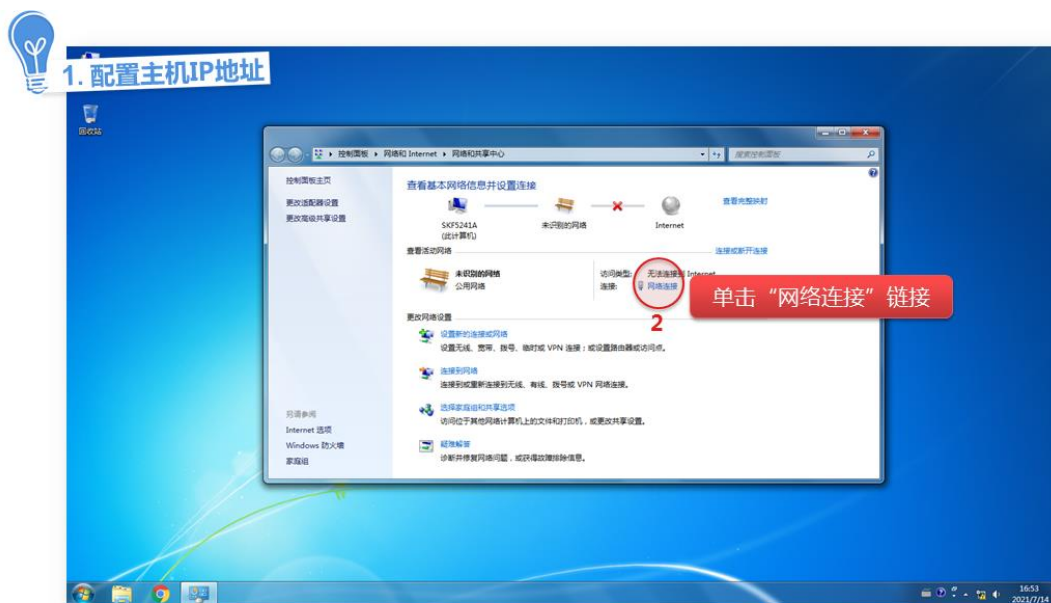 1. 配置主机IP地址
回收站
控制面板 ▸ 网络和 Internet ▸ 网络和共享中心
搜索控制面板
控制面板主页
更改适配器设置
更改高级共享设置
查看基本网络信息并设置连接
查看完整映射
SKF5241A
(此计算机)
未识别的网络
Internet
查看活动网络
连接或断开连接
未识别的网络
公用网络
访问类型: 无法连接到 Internet
连接: 网络连接
单击“网络连接”链接
2
更改网络设置
设置新的连接或网络
设置无线、宽带、拨号、临时或 VPN 连接；或设置路由器或访问点。
连接到网络
连接到或重新连接到无线、有线、拨号或 VPN 网络连接。
选择家庭组和共享选项
访问位于其他网络计算机上的文件和打印机，或更改共享设置。
疑难解答
诊断并修复网络问题，或获得故障排除信息。
另请参阅
Internet 选项
Windows 防火墙
家庭组
16:53
2021/7/14